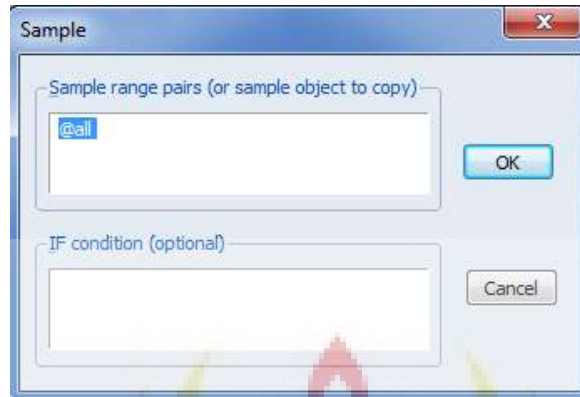 Sample
Sample range pairs (or sample object to copy)
@all
OK
IF condition (optional)
Cancel